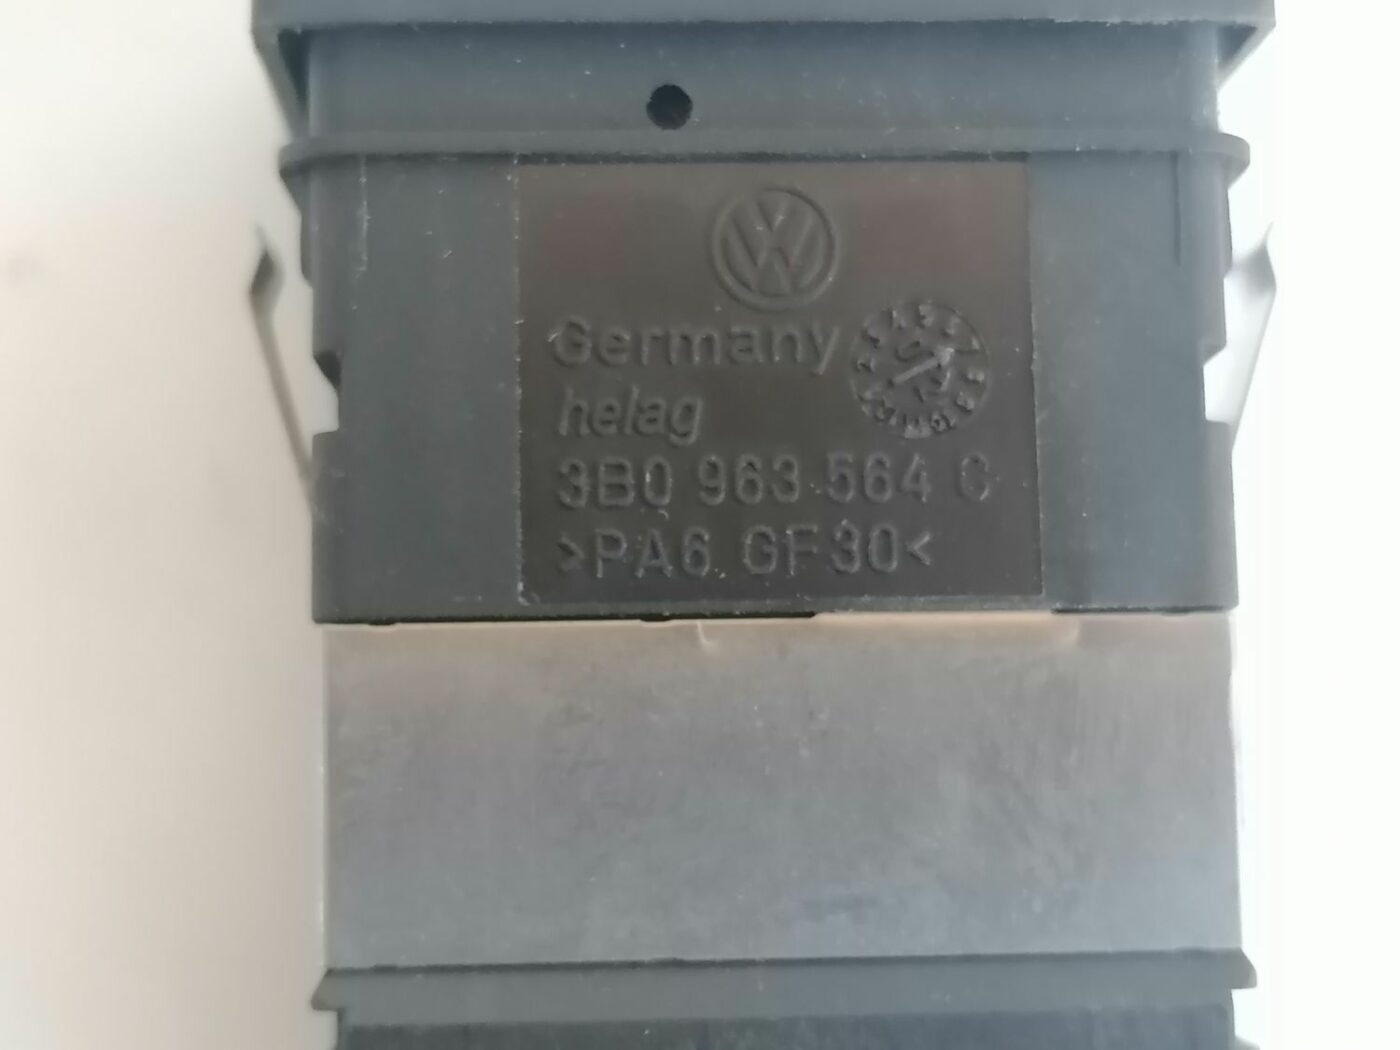 Germany
helag
3B0 963 564 C
>PA6 GF30<